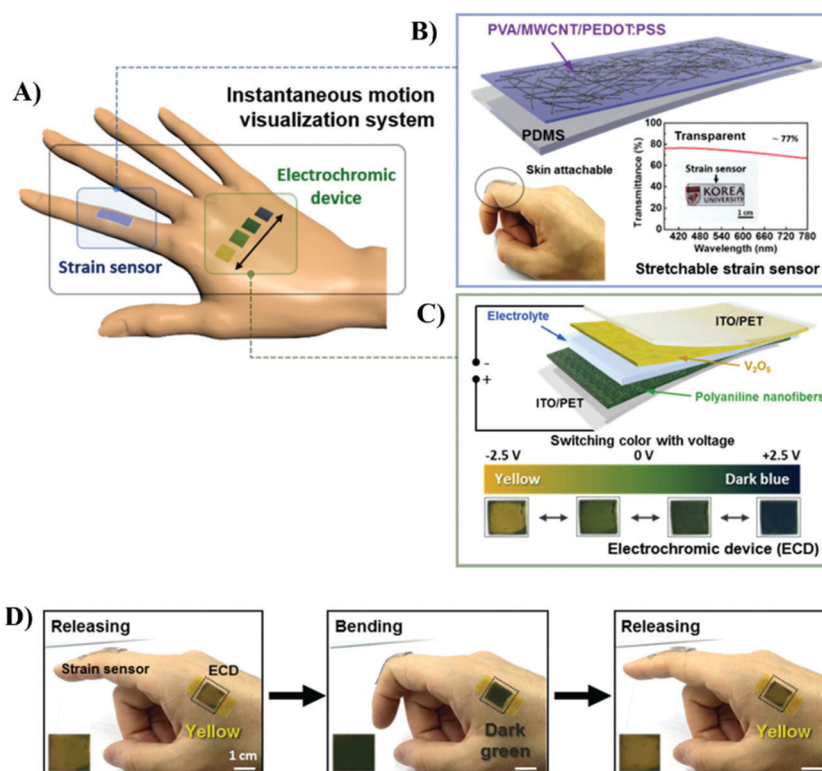 A)
Instantaneous motion
visualization system
Electrochromic
device
Strain sensor
B)
PVA/MWCNT/PEDOT:PSS
PDMS
Skin attachable
Transmittance (%)
100
80
60
40
20
0
Transparent
~ 77%
Strain sensor
KOREA
UNIVERSITY
1 cm
420 480 540 600 660 720 780
Wavelength (nm)
Stretchable strain sensor
C)
Electrolyte
ITO/PET
-
+
V₂O₅
Polyaniline nanofibers
ITO/PET
Switching color with voltage
-2.5 V 0 V +2.5 V
Yellow Dark blue
Electrochromic device (ECD)
D)
Releasing
Strain sensor ECD
Yellow
1 cm
Bending
Dark
green
Releasing
Yellow